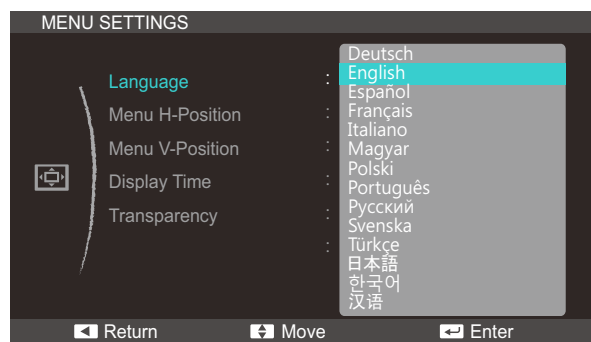 MENU SETTINGS
Language :
Menu H-Position :
Menu V-Position :
Display Time :
Transparency :
:
Deutsch
English
Español
Français
Italiano
Magyar
Polski
Português
Русский
Svenska
Türkçe
日本語
한국어
汉语
Return Move Enter